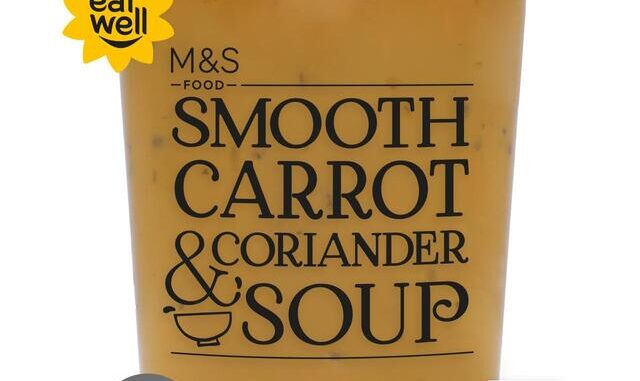 eat
well
M&S
FOOD
SMOOTH
CARROT
& CORIANDER
SOUP